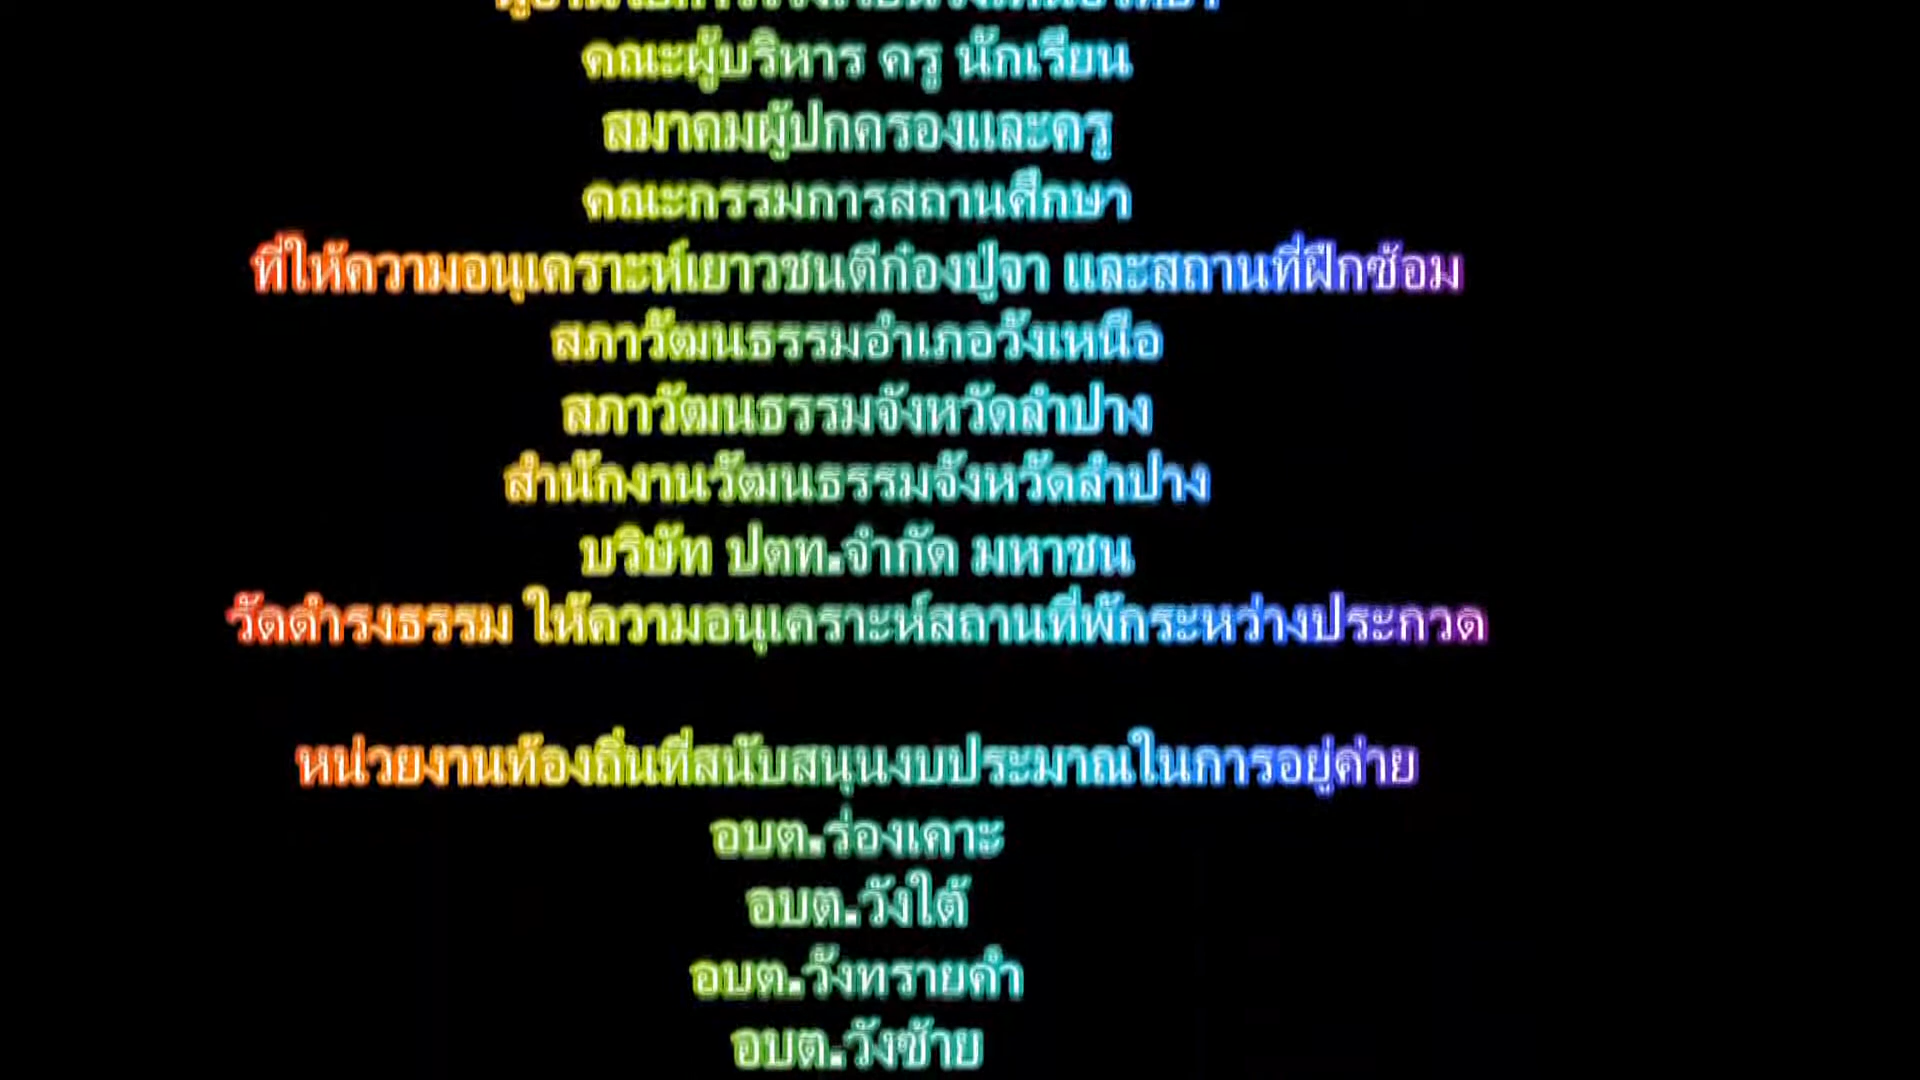 คณะผู้บริหาร ครู นักเรียน
สมาคมผู้ปกครองและครู
คณะกรรมการสถานศึกษา
ที่ให้ความอนุเคราะห์เยาวชนตีก๋องปู่จา และสถานที่ฝึกซ้อม
สภาวัฒนธรรมอำเภอวังเหนือ
สภาวัฒนธรรมจังหวัดลำปาง
สำนักงานวัฒนธรรมจังหวัดลำปาง
บริษัท ปตท.จำกัด มหาชน
วัดดำรงธรรม ให้ความอนุเคราะห์สถานที่พักระหว่างประกวด
หน่วยงานท้องถิ่นที่สนับสนุนงบประมาณในการอยู่ค่าย
อบต.ร่องเคาะ
อบต.วังใต้
อบต.วังทรายคำ
อบต.วังซ้าย